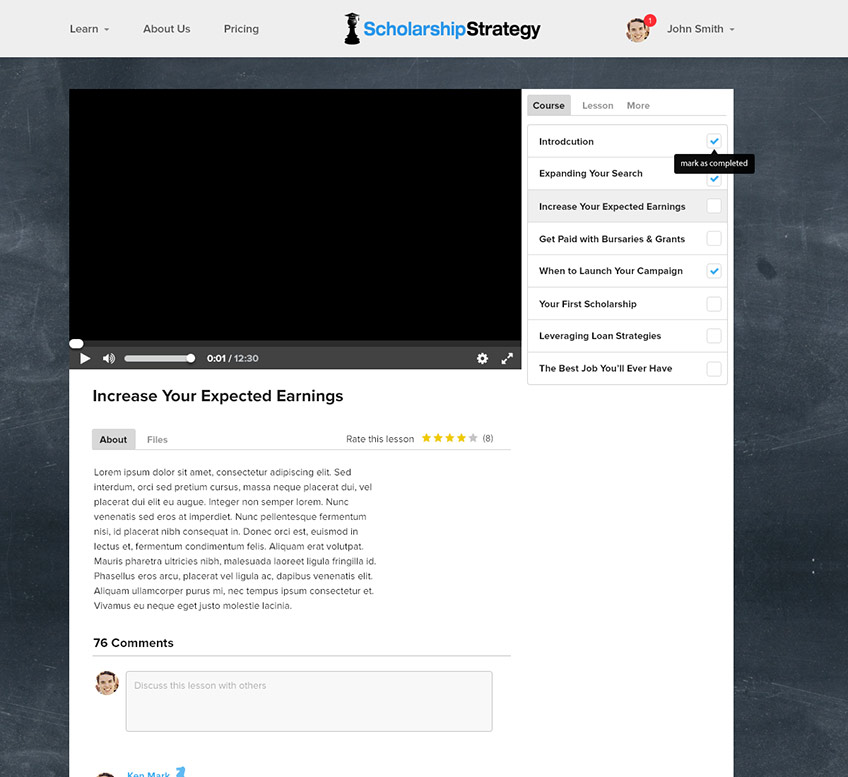 Learn
About Us
Pricing
ScholarshipStrategy
1
John Smith
Course
Lesson
More
Introdcution
mark as completed
Expanding Your Search
Increase Your Expected Earnings
Get Paid with Bursaries & Grants
When to Launch Your Campaign
Your First Scholarship
Leveraging Loan Strategies
The Best Job You'll Ever Have
0:01 / 12:30
Increase Your Expected Earnings
About
Files
Rate this lesson
(8)
Lorem ipsum dolor sit amet, consectetur adipiscing elit. Sed
interdum, orci sed pretium cursus, massa neque placerat dui, vel
placerat dui elit eu augue. Integer non semper lorem. Nunc
venenatis sed eros at imperdiet. Nunc pellentesque fermentum
nisi, id placerat nibh consequat in. Donec orci est, euismod in
lectus et, fermentum condimentum felis. Aliquam erat volutpat.
Mauris pharetra ultricies nibh, malesuada laoreet ligula fringilla id.
Phasellus eros arcu, placerat vel ligula ac, dapibus venenatis elit.
Aliquam ullamcorper purus mi, nec tempus ipsum consectetur et.
Vivamus eu neque eget justo molestie lacinia.
76 Comments
Discuss this lesson with others
Ken Mark